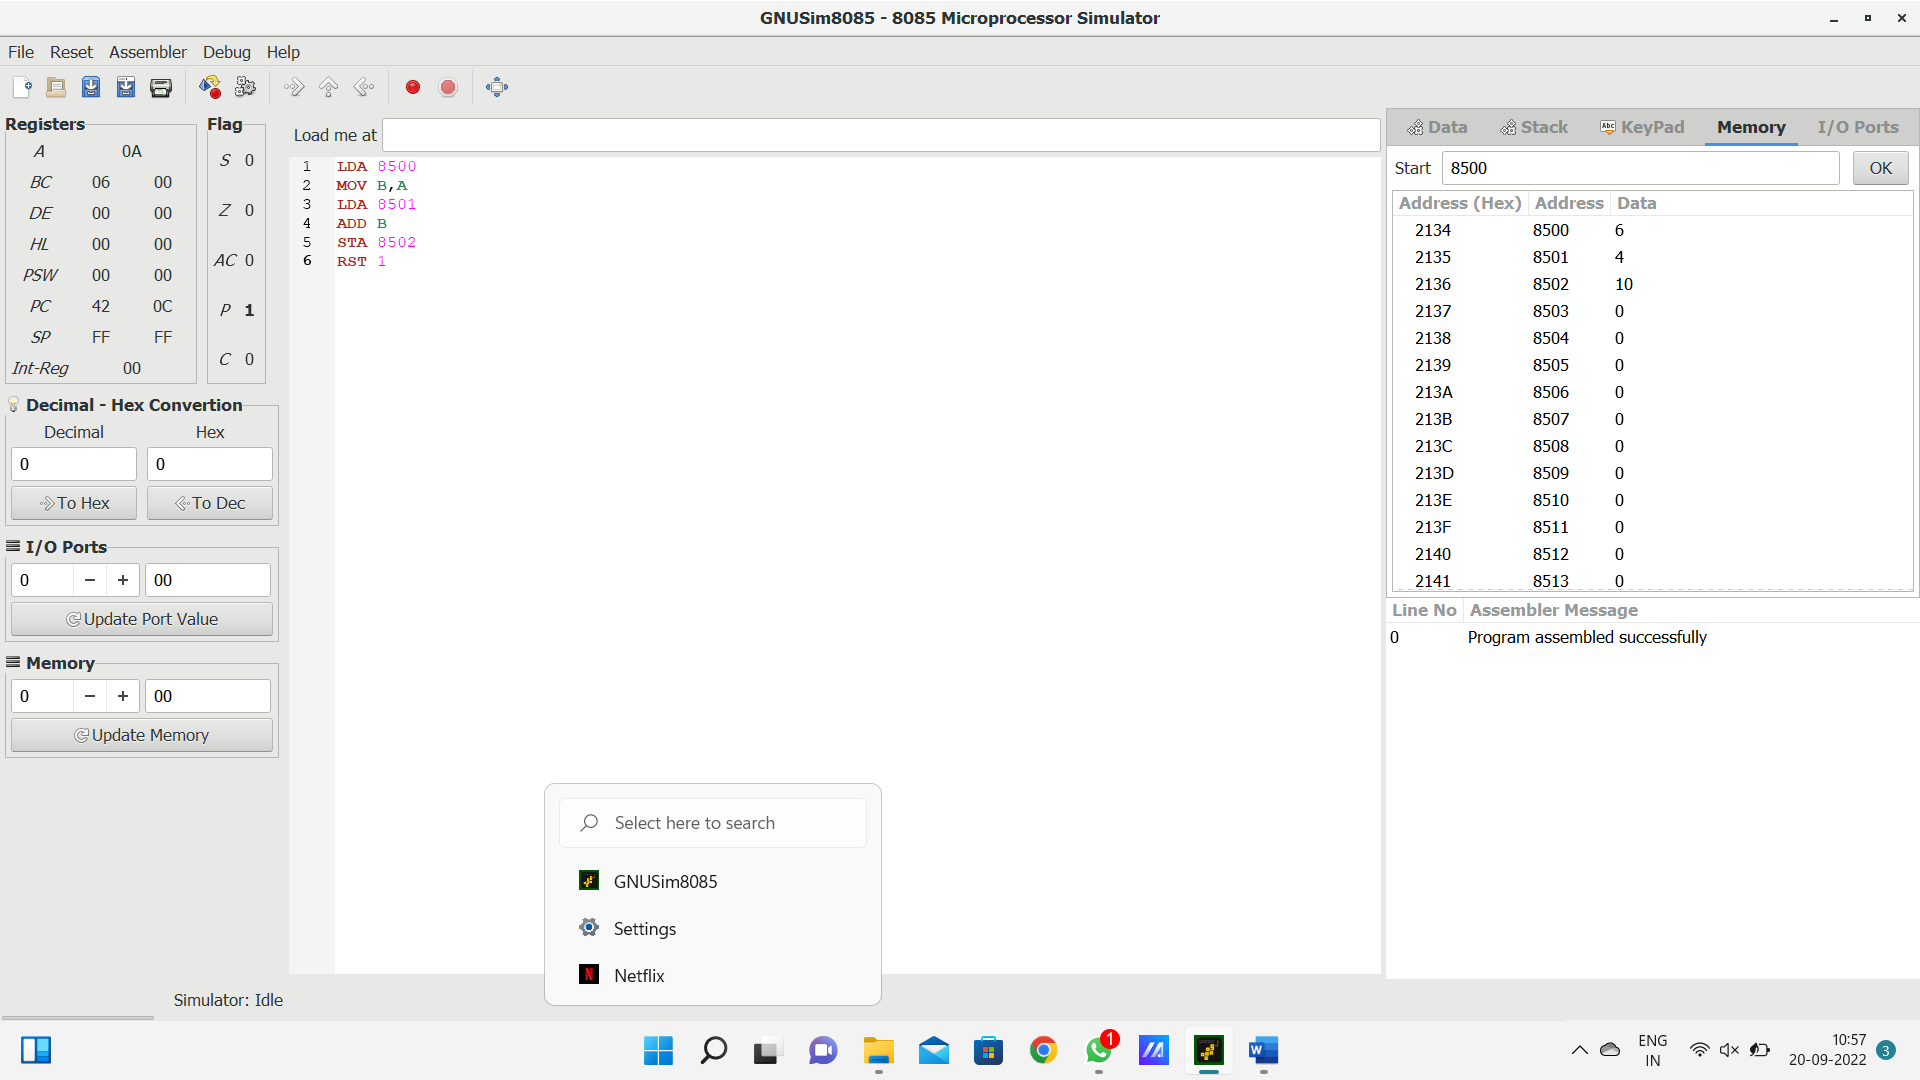 GNUSim8085 - 8085 Microprocessor Simulator
File Reset Assembler Debug Help
Registers
A 0A
BC 06 00
DE 00 00
HL 00 00
PSW 00 00
PC 42 0C
SP FF FF
Int-Reg 00
Flag
S 0
Z 0
AC 0
P 1
C 0
Decimal - Hex Convertion
Decimal Hex
0 0
To Hex To Dec
I/O Ports
0 − + 00
Update Port Value
Memory
0 − + 00
Update Memory
Simulator: Idle
Load me at
1 LDA 8500
2 MOV B,A
3 LDA 8501
4 ADD B
5 STA 8502
6 RST 1
Data Stack Abc KeyPad Memory I/O Ports
Start 8500 OK
Address (Hex) Address Data
2134 8500 6
2135 8501 4
2136 8502 10
2137 8503 0
2138 8504 0
2139 8505 0
213A 8506 0
213B 8507 0
213C 8508 0
213D 8509 0
213E 8510 0
213F 8511 0
2140 8512 0
2141 8513 0
Line No Assembler Message
0 Program assembled successfully
Select here to search
GNUSim8085
Settings
N Netflix
1
W
ENG
IN
10:57
20-09-2022
3